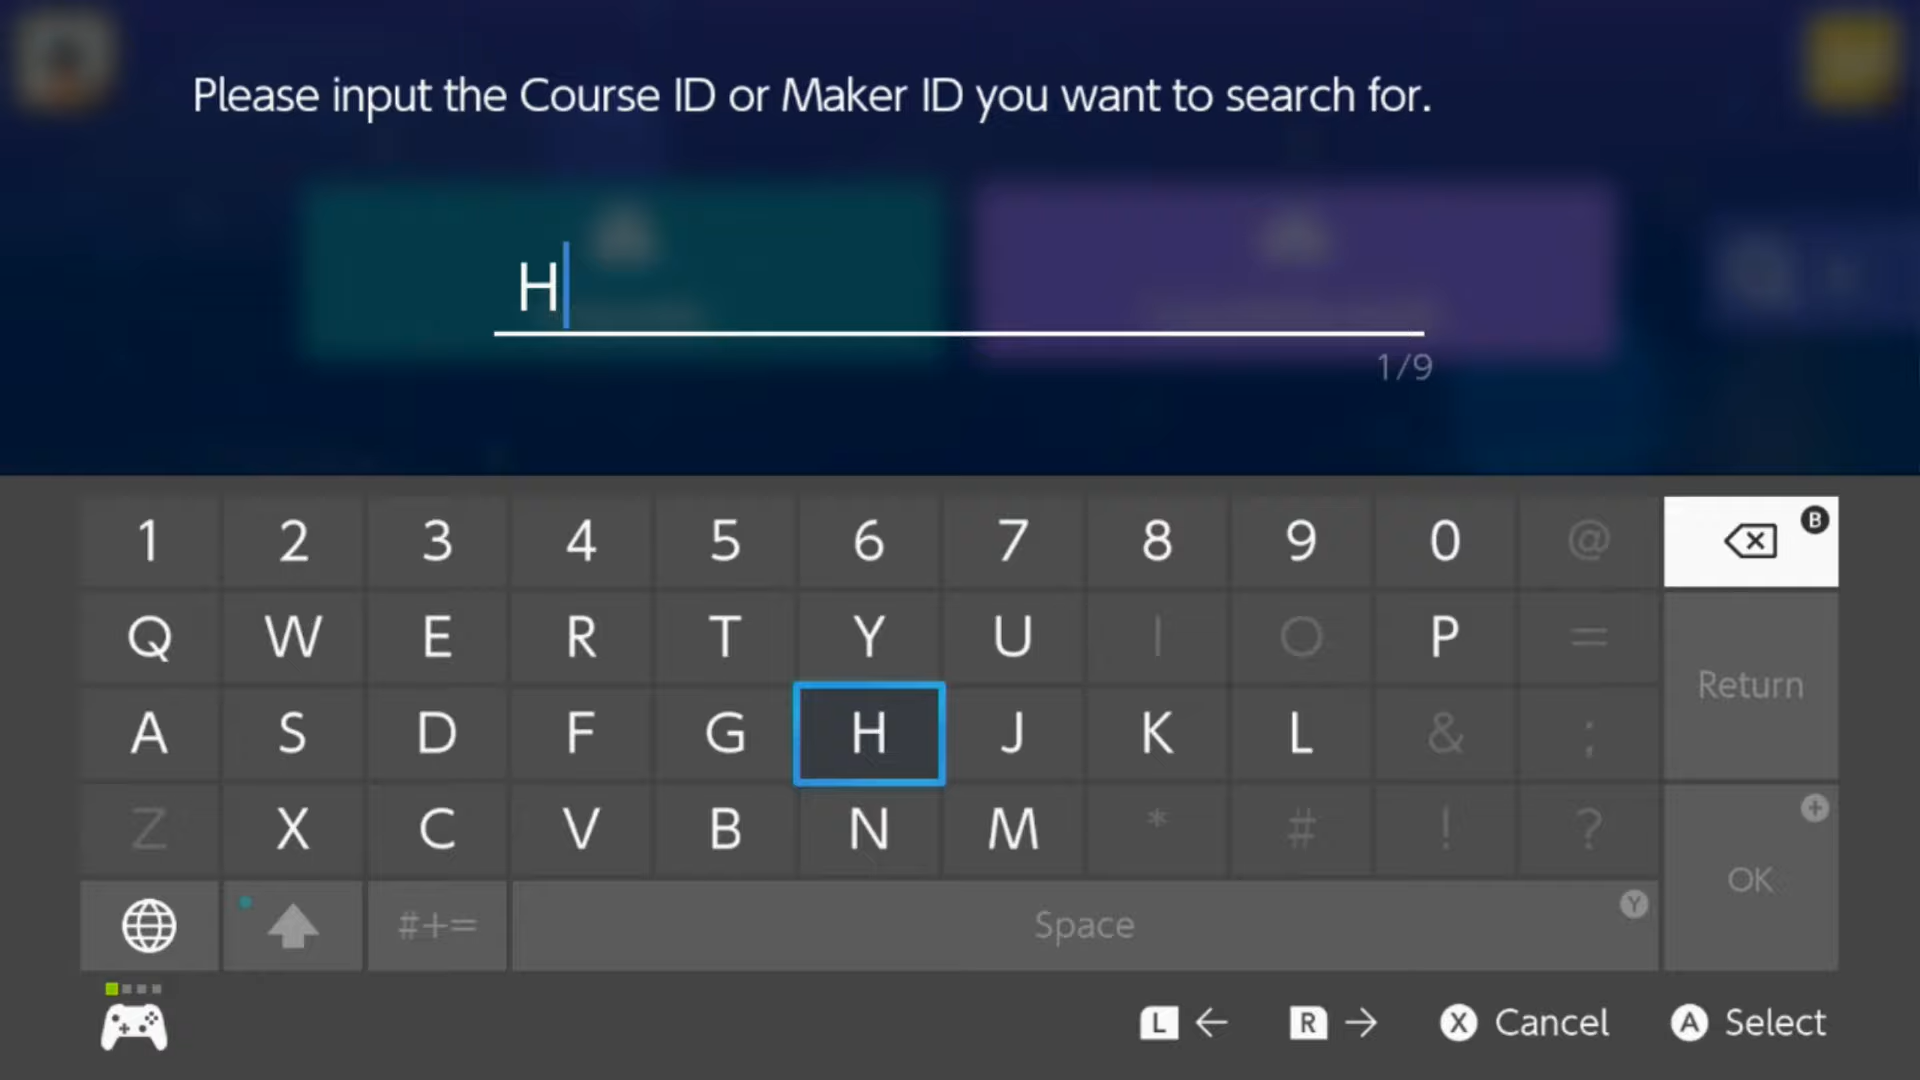 Please input the Course ID or Maker ID you want to search for.
H
1/9
1 2 3 4 5 6 7 8 9 0 @ B
Q W E R T Y U I O P = Return
A S D F G H J K L & ;
Z X C V B N M * # ! ? + OK
#+= Space Y
L ← R → X Cancel A Select